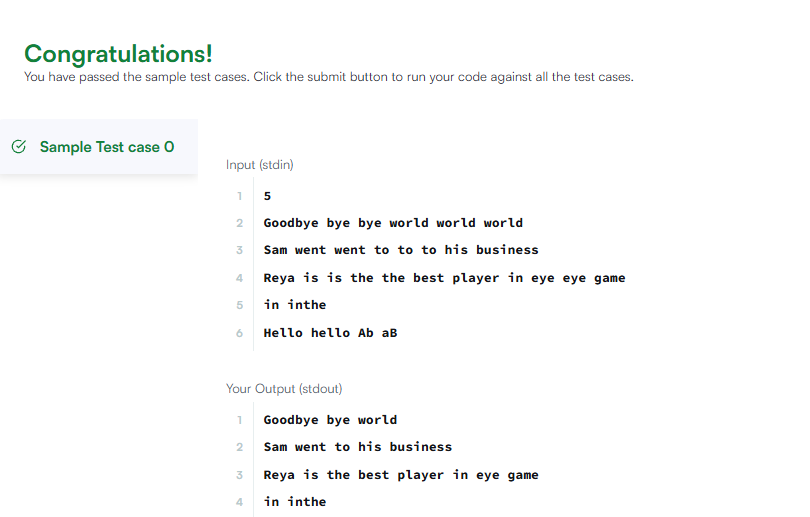 Congratulations!
You have passed the sample test cases. Click the submit button to run your code against all the test cases.
Sample Test case 0
Input (stdin)
1 5
2 Goodbye bye bye world world world
3 Sam went went to to to his business
4 Reya is is the the best player in eye eye game
5 in inthe
6 Hello hello Ab aB
Your Output (stdout)
1 Goodbye bye world
2 Sam went to his business
3 Reya is the best player in eye game
4 in inthe